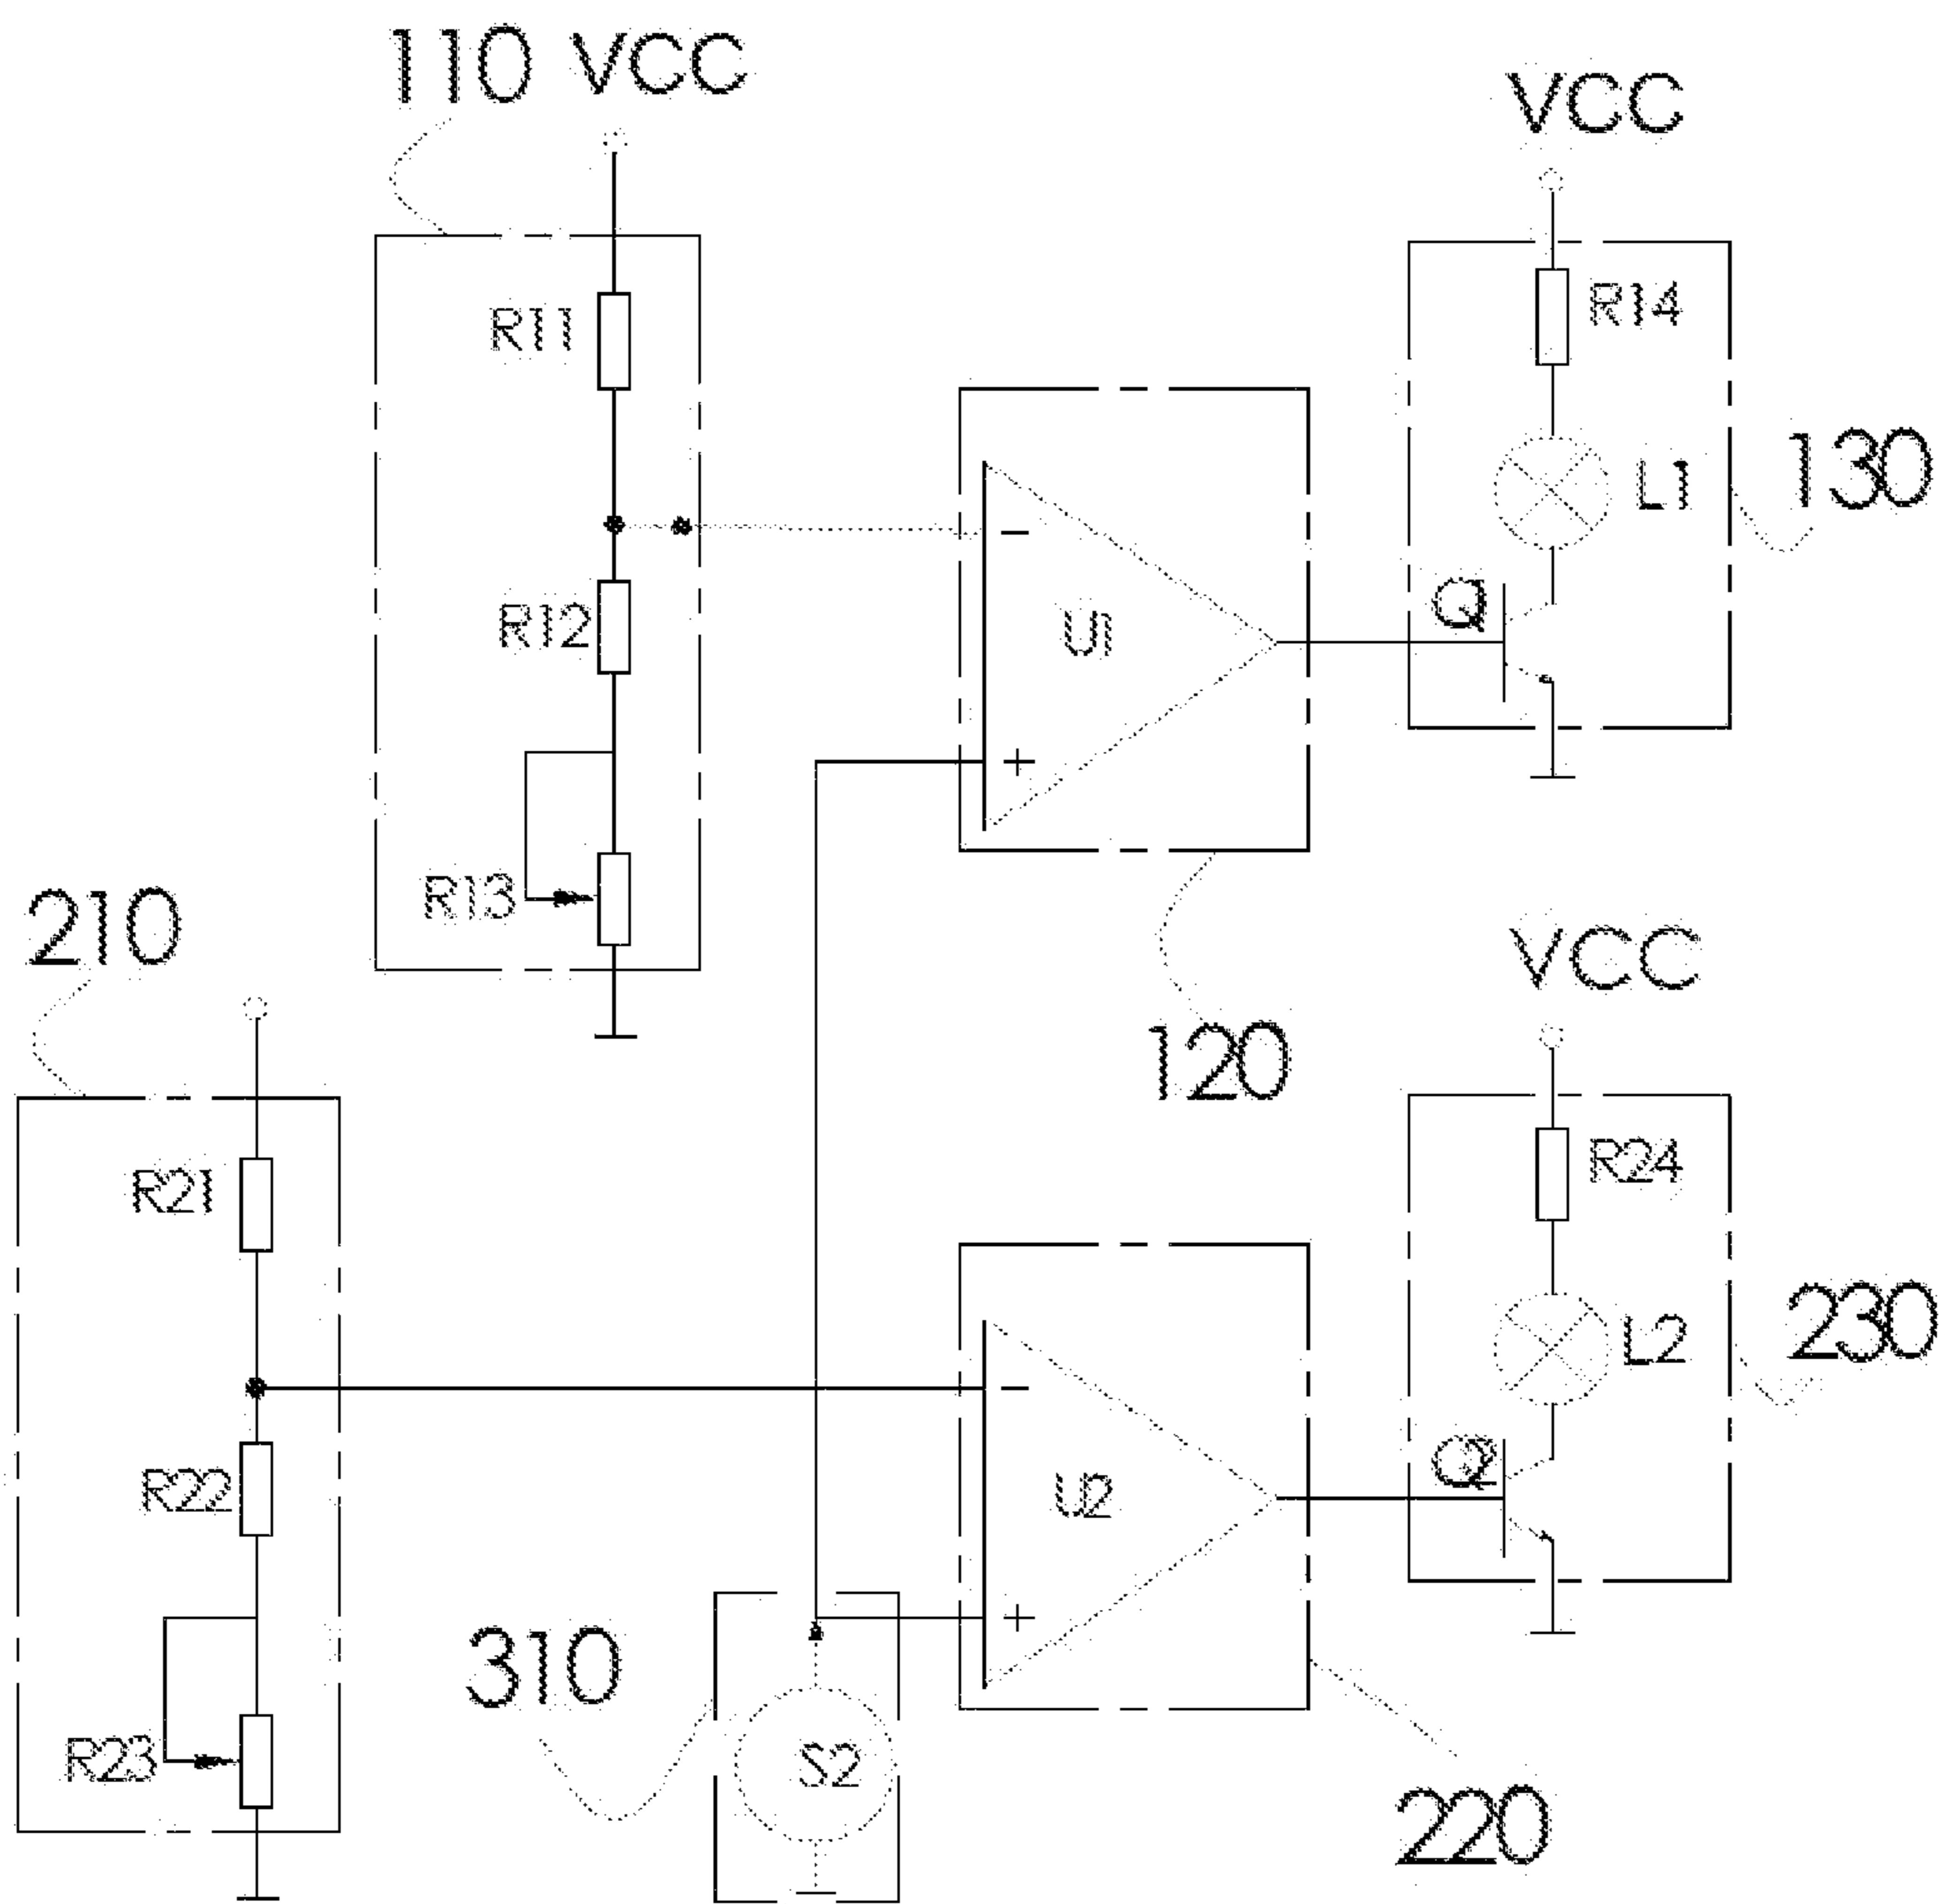 110 VCC
VCC
R11
R14
L1
130
R12
Q1
U1
-
+
R13
210
VCC
120
R21
R24
230
L2
-
R22
Q2
U2
+
310
R23
S2
220